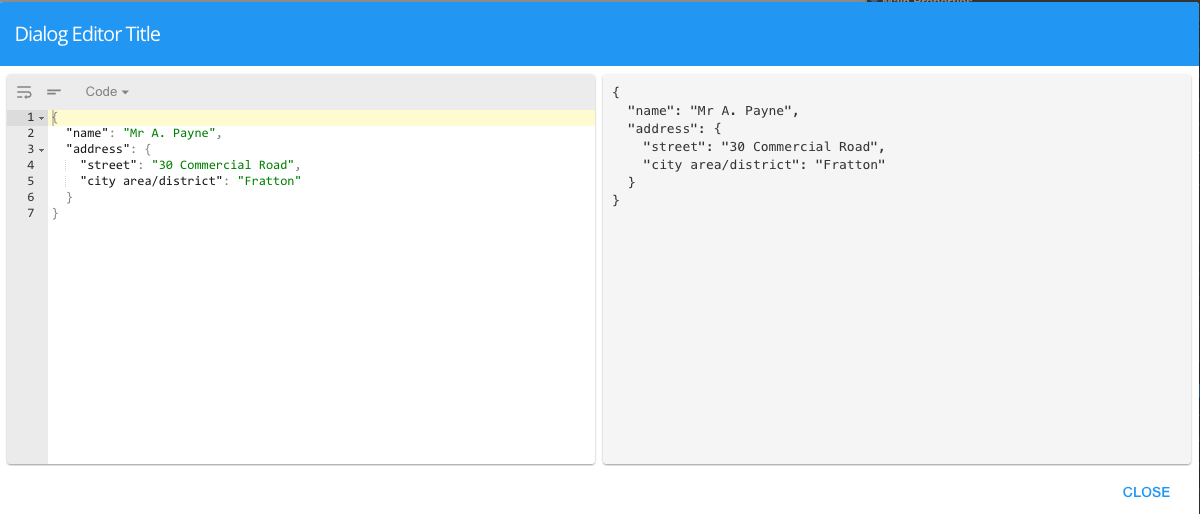 Dialog Editor Title
Code
1 {
2   "name": "Mr A. Payne",
3   "address": {
4     "street": "30 Commercial Road",
5     "city area/district": "Fratton"
6   }
7 }
{
  "name": "Mr A. Payne",
  "address": {
    "street": "30 Commercial Road",
    "city area/district": "Fratton"
  }
}
CLOSE